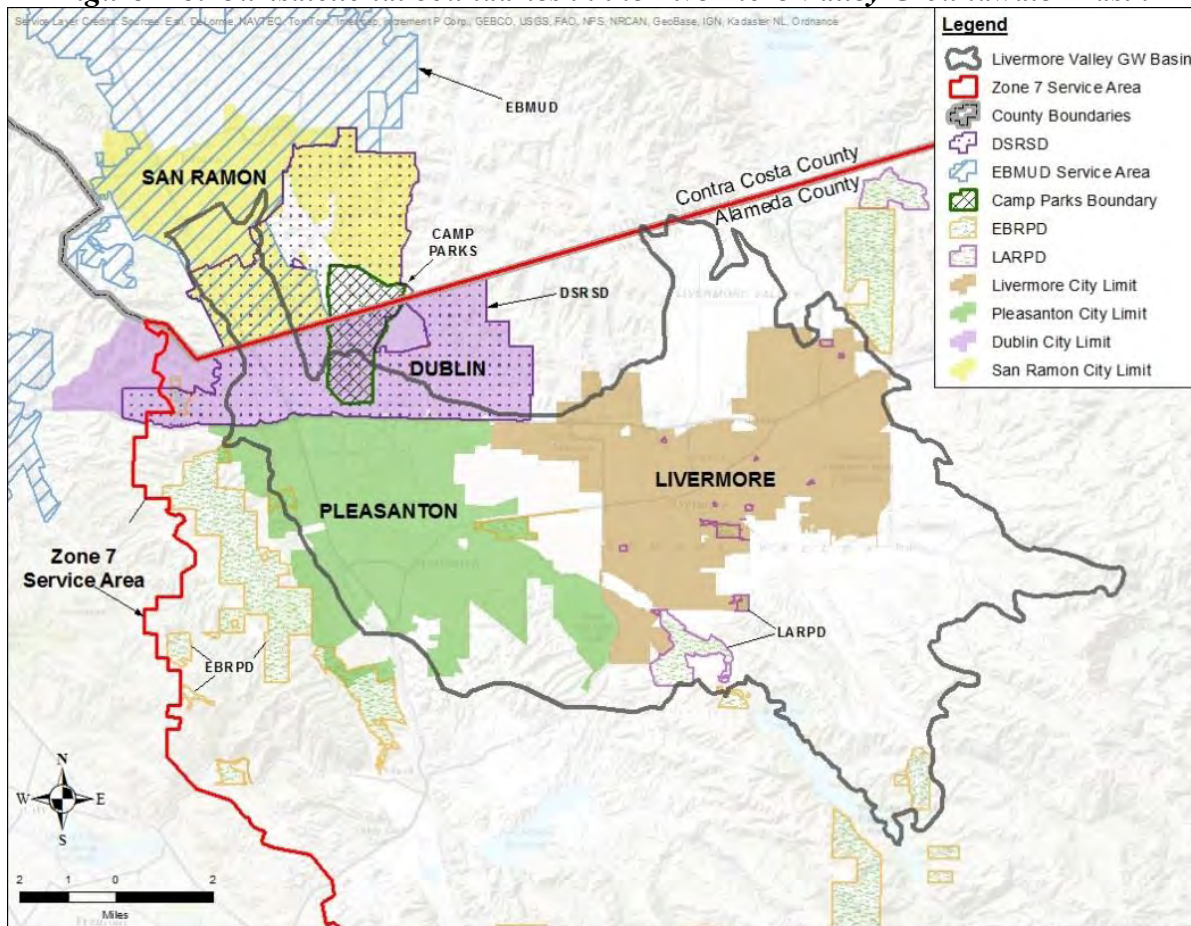 Service Layer Credits: Sources: Esri, DeLorme, NAVTEQ, TomTom, Intermap, increment P Corp., GEBCO, USGS, FAO, NPS, NRCAN, GeoBase, IGN, Kadaster NL, Ordnance
Legend
Livermore Valley GW Basin
Zone 7 Service Area
County Boundaries
DSRSD
EBMUD Service Area
Camp Parks Boundary
EBRPD
LARPD
Livermore City Limit
Pleasanton City Limit
Dublin City Limit
San Ramon City Limit
EBMUD
SAN RAMON
Contra Costa County
Alameda County
CAMP
PARKS
DSRSD
DUBLIN
LIVERMORE
PLEASANTON
Zone 7
Service Area
LARPD
EBRPD
N
W
E
S
2 1 0 2
Miles